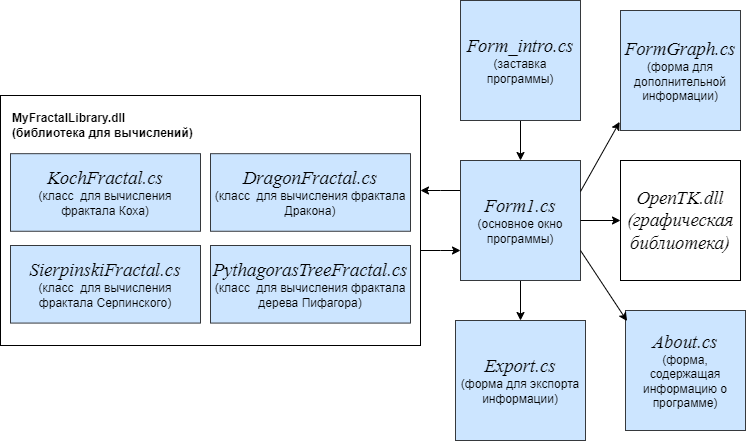 Form_intro.cs
(заставка
программы)
FormGraph.cs
(форма для
дополнительной
информации)
MyFractalLibrary.dll
(библиотека для вычислений)
KochFractal.cs
(класс для вычисления
фрактала Коха)
DragonFractal.cs
(класс для вычисления фрактала
Дракона)
SierpinskiFractal.cs
(класс для вычисления
фрактала Серпинского)
PythagorasTreeFractal.cs
(класс для вычисления фрактала
дерева Пифагора)
Form1.cs
(основное окно
программы)
OpenTK.dll
(графическая
библиотека)
Export.cs
(форма для экспорта
информации)
About.cs
(форма,
содержащая
информацию о
программе)